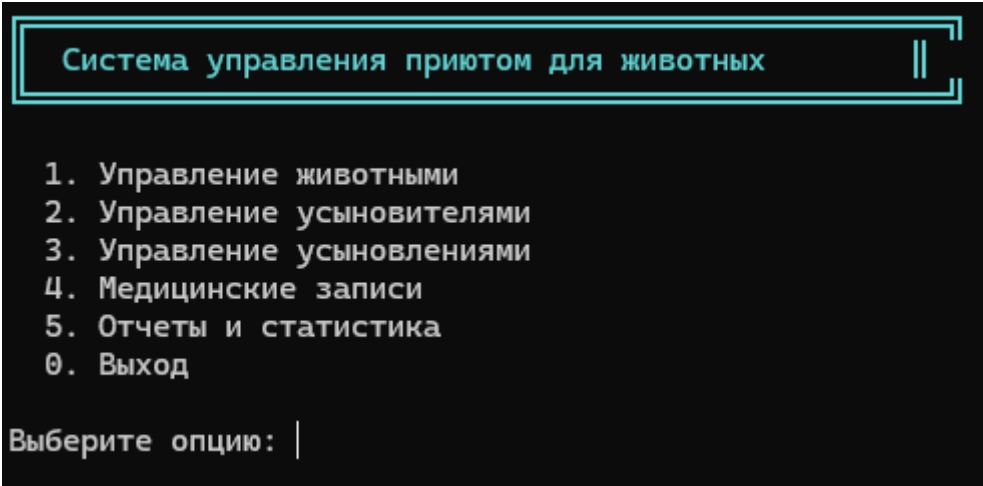 Система управления приютом для животных
1. Управление животными
2. Управление усыновителями
3. Управление усыновлениями
4. Медицинские записи
5. Отчеты и статистика
0. Выход
Выберите опцию: